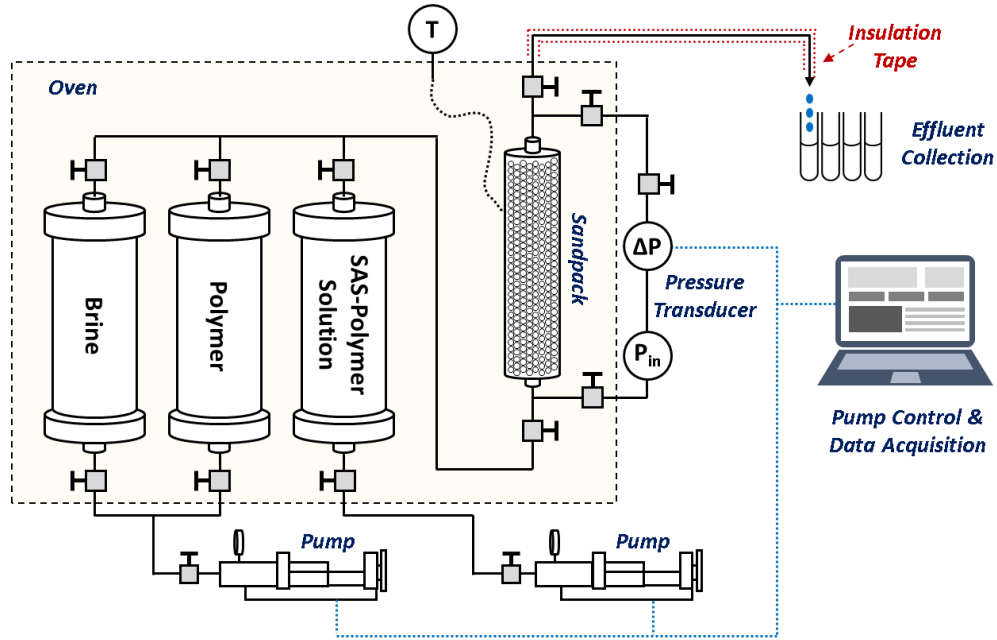 T
Insulation
Tape
Oven
Effluent
Collection
Brine
Polymer
SAS-Polymer
Solution
Sandpack
ΔP
Pressure
Transducer
Pin
Pump Control &
Data Acquisition
Pump
Pump